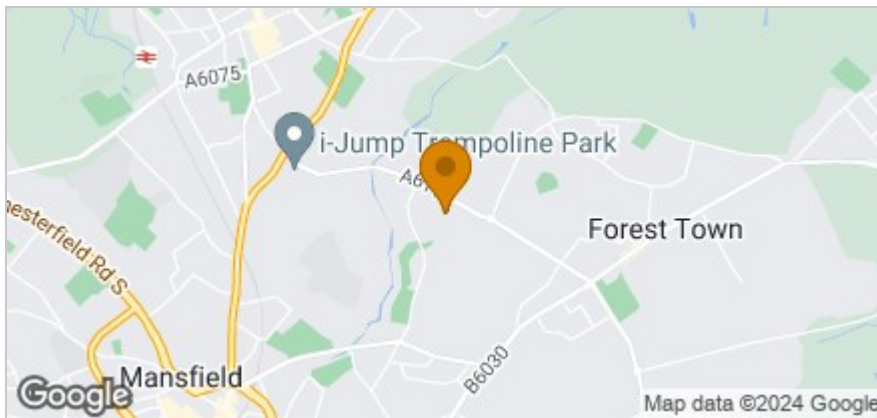 A6075
i-Jump Trampoline Park
Forest Town
B6030
Mansfield
Google
Map data ©2024 Google